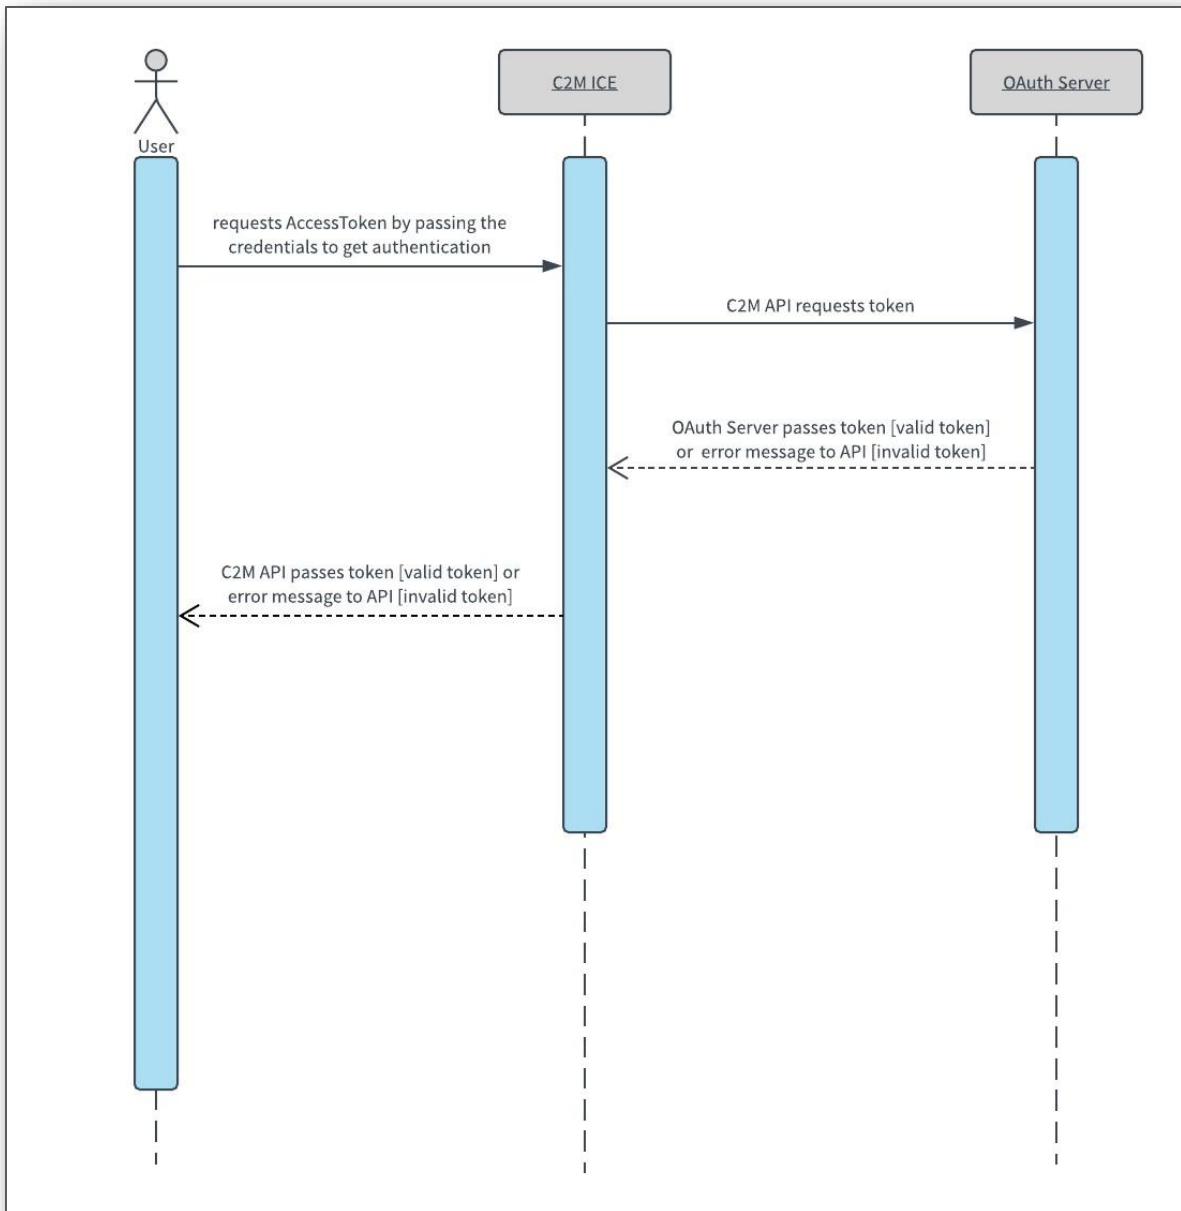 C2M ICE
OAuth Server
User
requests AccessToken by passing the
credentials to get authentication
C2M API requests token
OAuth Server passes token [valid token]
or error message to API [invalid token]
C2M API passes token [valid token] or
error message to API [invalid token]